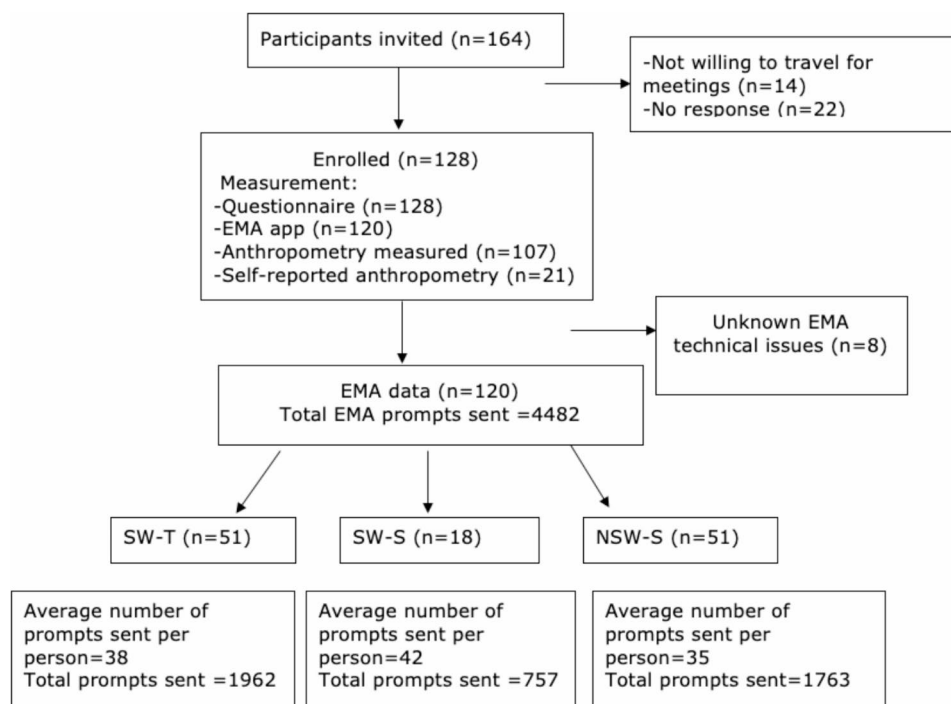 Participants invited (n=164)
-Not willing to travel for
meetings (n=14)
-No response (n=22)
Enrolled (n=128)
Measurement:
-Questionnaire (n=128)
-EMA app (n=120)
-Anthropometry measured (n=107)
-Self-reported anthropometry (n=21)
Unknown EMA
technical issues (n=8)
EMA data (n=120)
Total EMA prompts sent =4482
SW-T (n=51)
SW-S (n=18)
NSW-S (n=51)
Average number of
prompts sent per
person=38
Total prompts sent =1962
Average number of
prompts sent per
person=42
Total prompts sent =757
Average number of
prompts sent per
person=35
Total prompts sent=1763